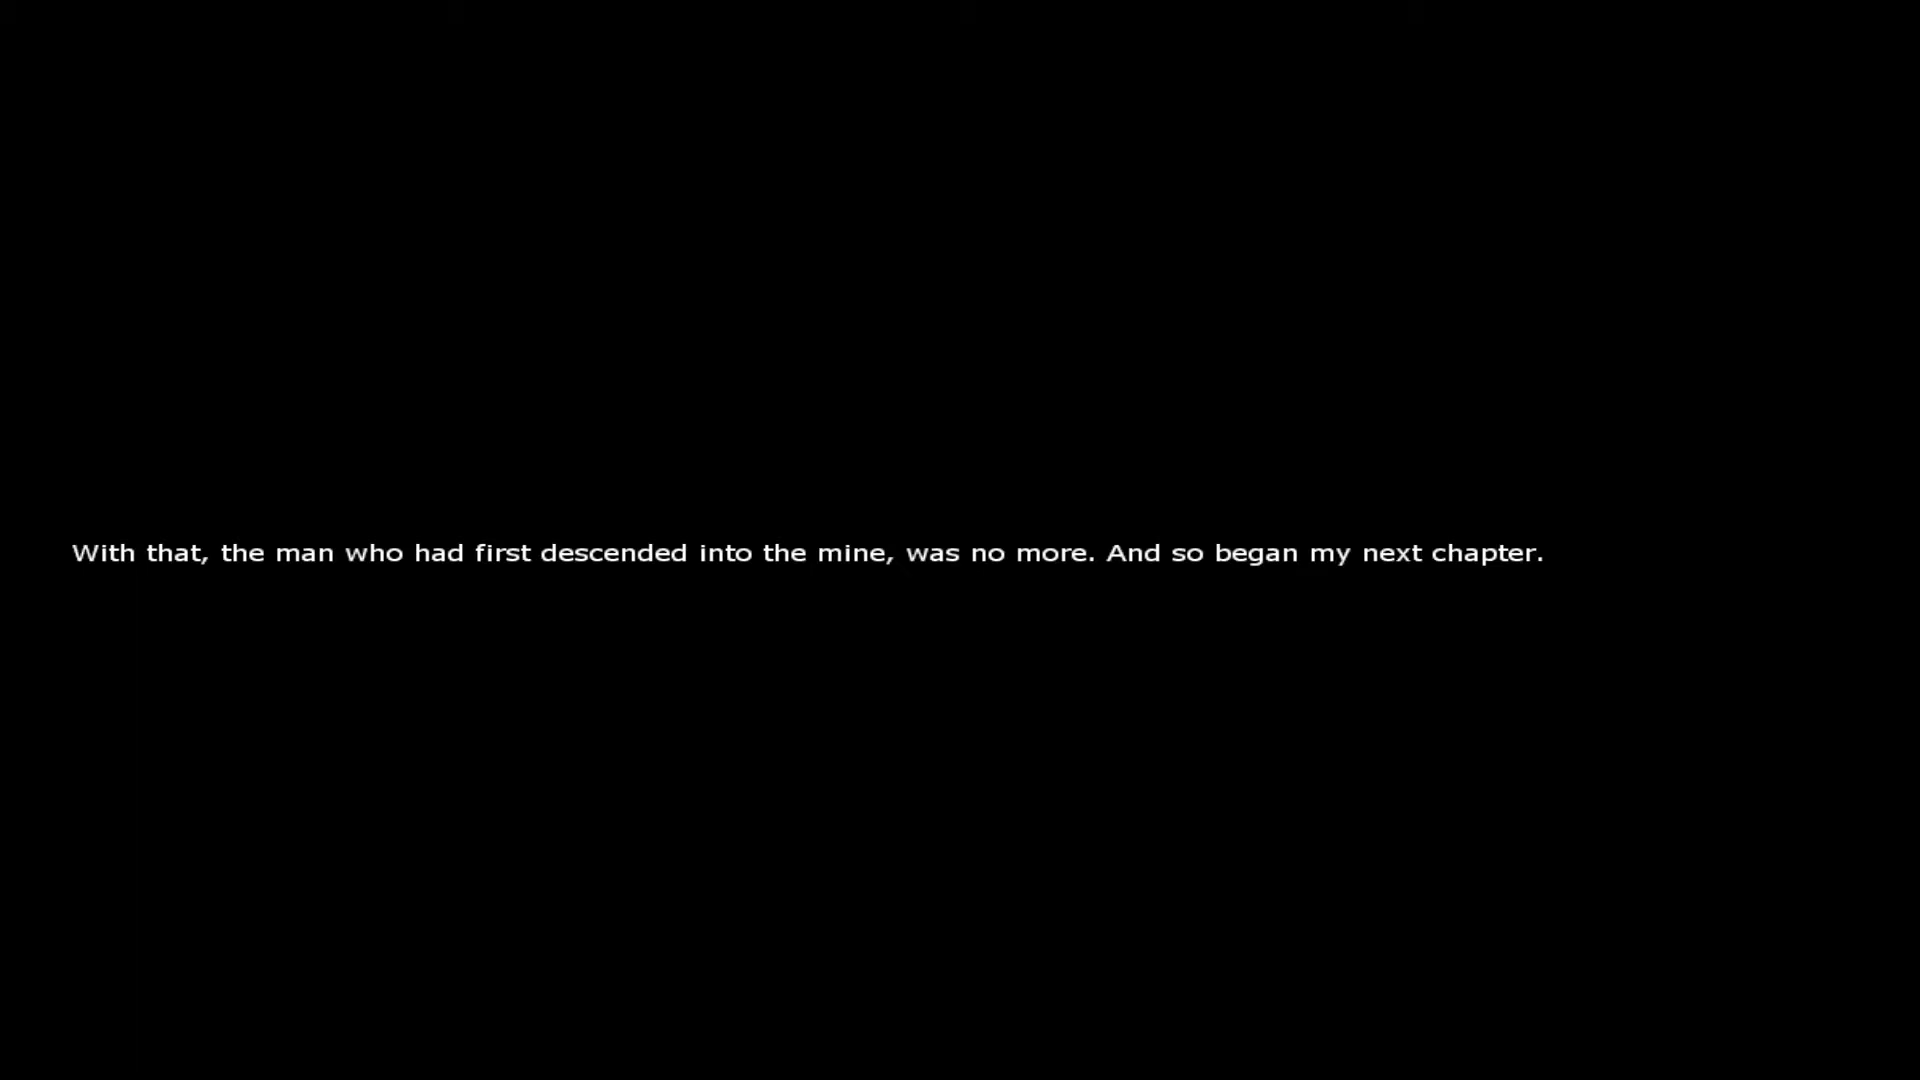 With that, the man who had first descended into the mine, was no more. And so began my next chapter.